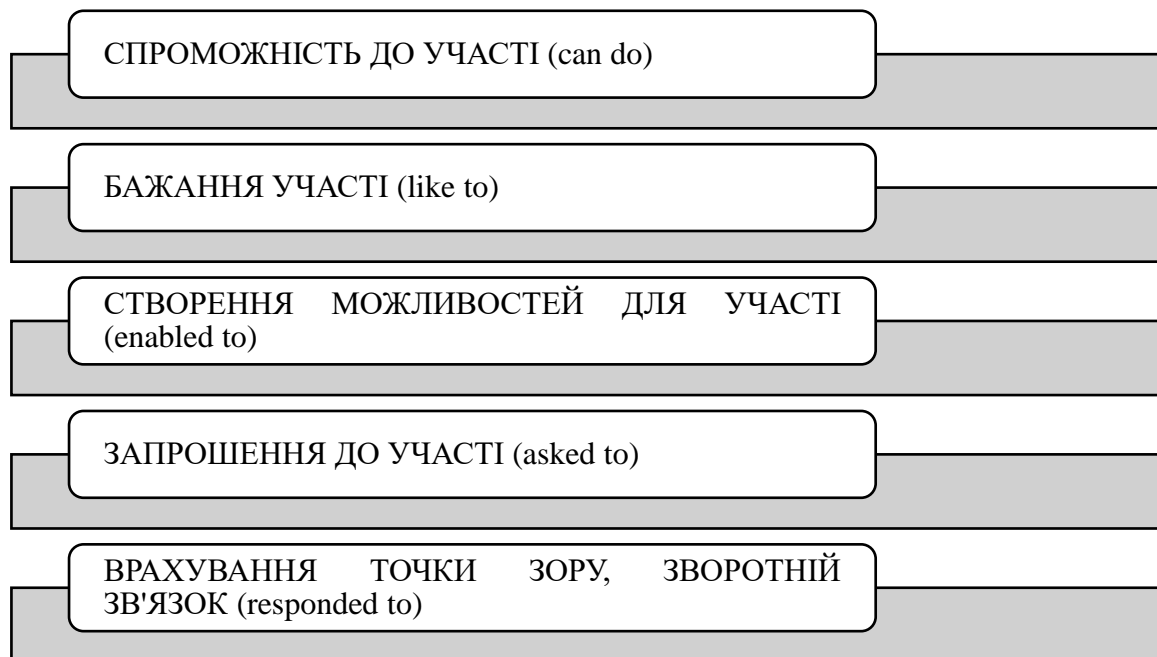 СПРОМОЖНІСТЬ ДО УЧАСТІ (can do)
БАЖАННЯ УЧАСТІ (like to)
СТВОРЕННЯ МОЖЛИВОСТЕЙ ДЛЯ УЧАСТІ
(enabled to)
ЗАПРОШЕННЯ ДО УЧАСТІ (asked to)
ВРАХУВАННЯ ТОЧКИ ЗОРУ, ЗВОРОТНІЙ
ЗВ'ЯЗОК (responded to)